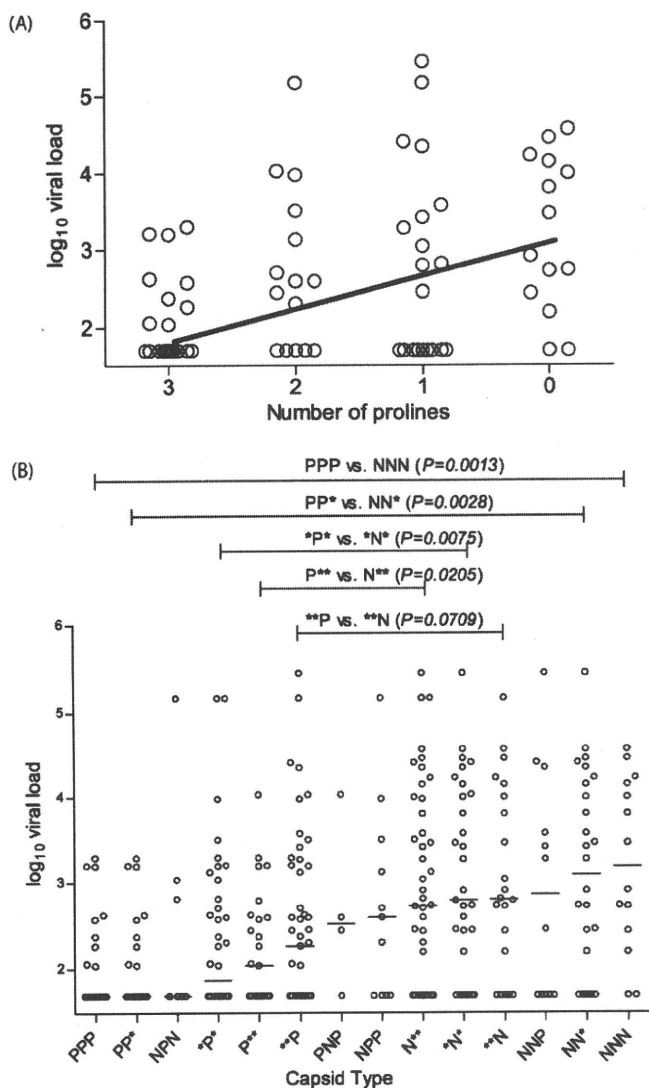 (A)
6
5
4
3
2
log10 viral load
3 2 1 0
Number of prolines
(B)
PPP vs. NNN (P=0.0013)
PP* vs. NN* (P=0.0028)
*P* vs. *N* (P=0.0075)
P** vs. N** (P=0.0205)
**P vs. **N (P=0.0709)
6
5
4
3
2
log10 viral load
PPP PP* NPN *P* P** **P PNP NPP N** *N* **N NNP NN* NNN
Capsid Type